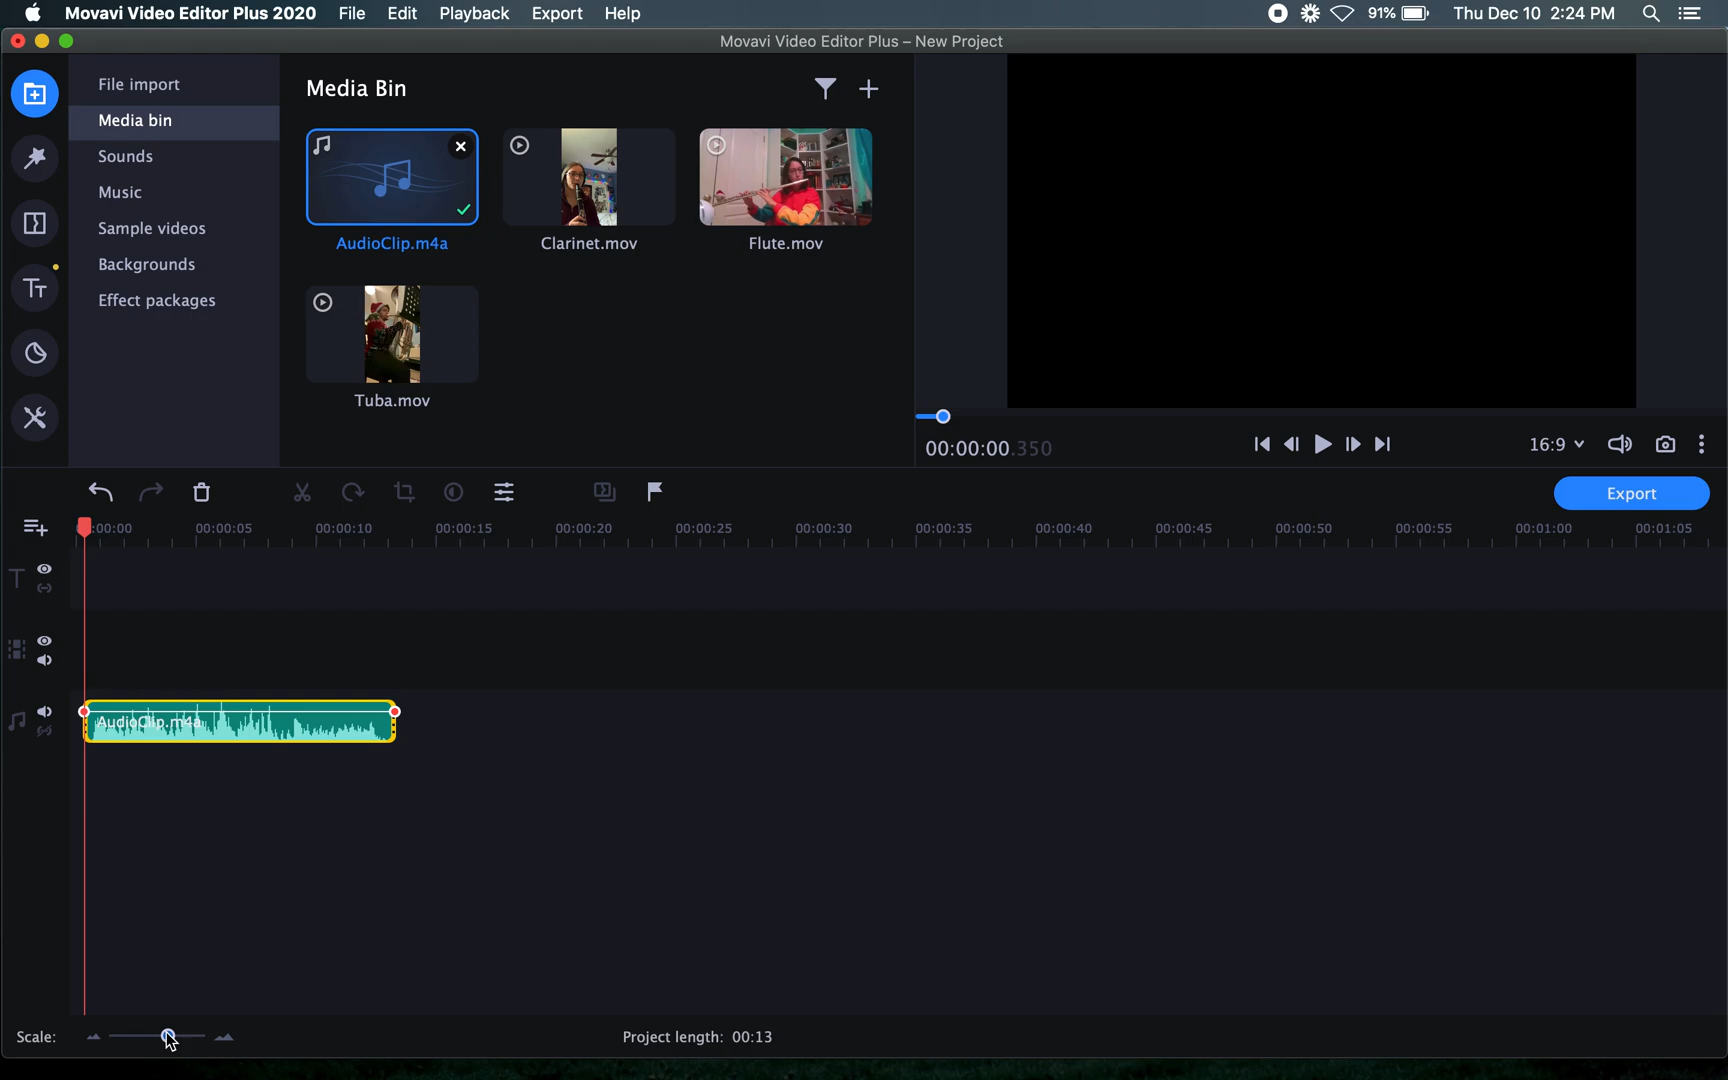 Movavi Video Editor Plus 2020 File Edit Playback Export Help 91% Thu Dec 10 2:24 PM
Movavi Video Editor Plus – New Project
File import
Media bin
Sounds
Music
Sample videos
Backgrounds
Effect packages
Media Bin
AudioClip.m4a Clarinet.mov Flute.mov
Tuba.mov
00:00:00.350
16:9
Export
:00:00 00:00:05 00:00:10 00:00:15 00:00:20 00:00:25 00:00:30 00:00:35 00:00:40 00:00:45 00:00:50 00:00:55 00:01:00 00:01:05
AudioClip.m4a
Scale:
Project length: 00:13